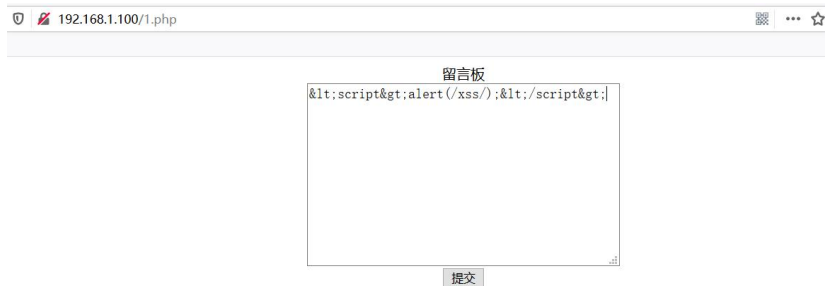 192.168.1.100/1.php
留言板
&lt;script&gt;alert(/xss/);&lt;/script&gt;
提交